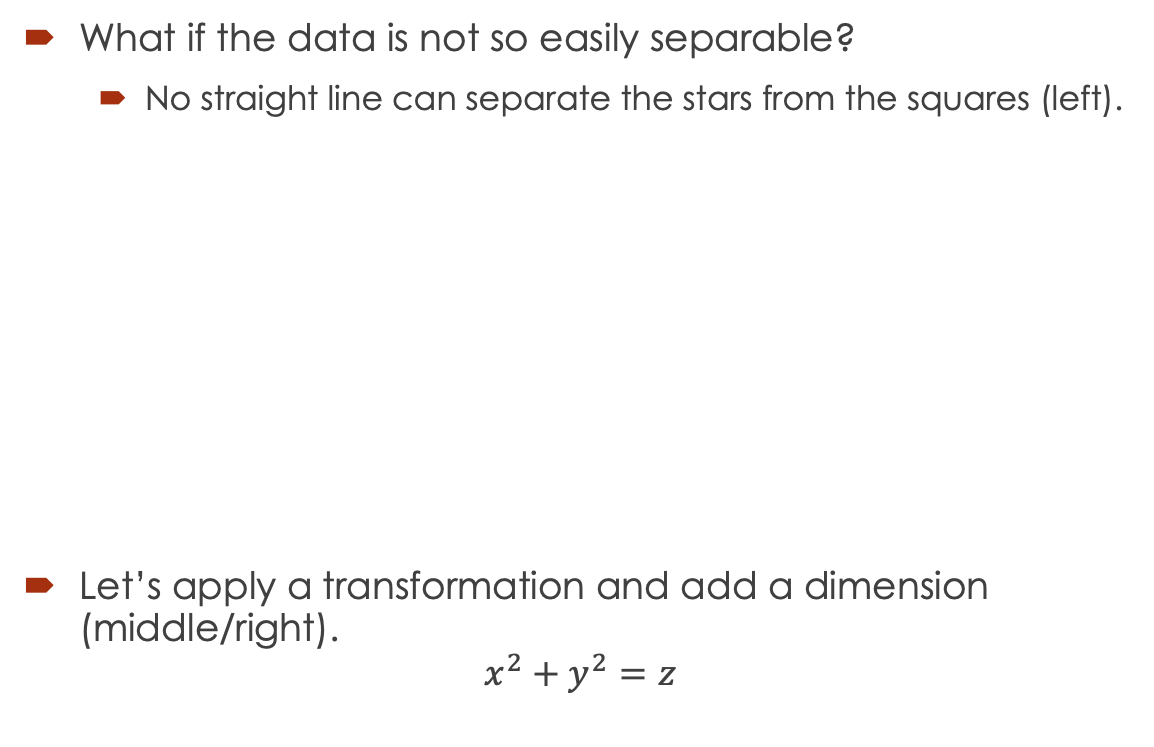 What if the data is not so easily separable?
No straight line can separate the stars from the squares (left).
Let's apply a transformation and add a dimension
(middle/right).
x² + y² = z